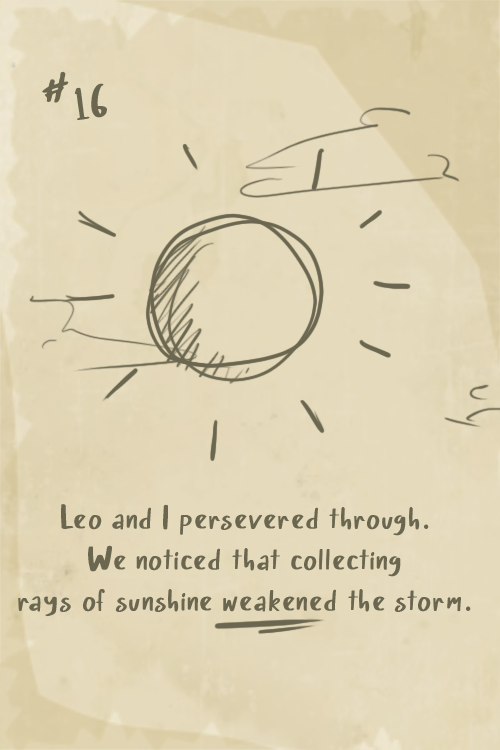 #16
Leo and I persevered through.
We noticed that collecting
rays of sunshine weakened the storm.